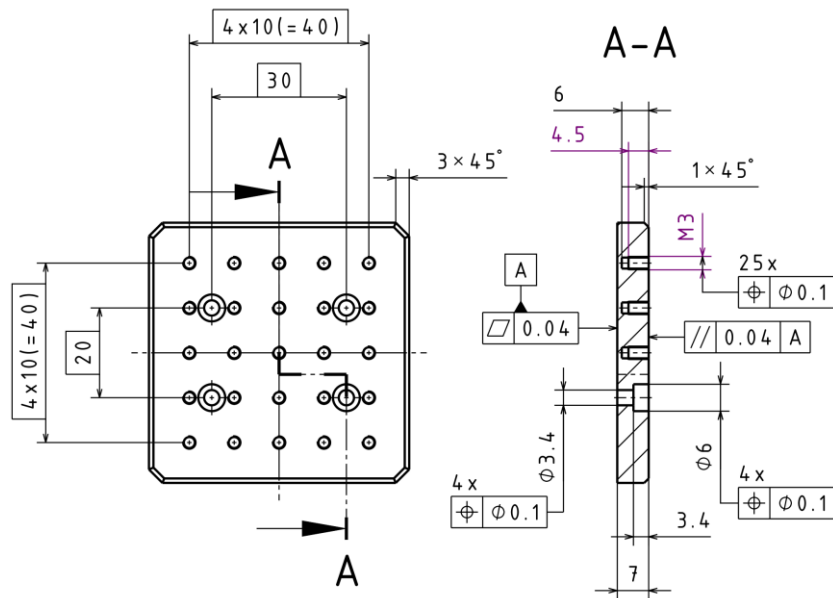 4x10(=40)
30
A
3×45°
4x10(=40)
20
A
A-A
6
4.5
1×45°
M3
25x
⌖ Φ0.1
A
⏥ 0.04
// 0.04 A
Φ3.4
Φ6
4x
⌖ Φ0.1
4x
⌖ Φ0.1
3.4
7